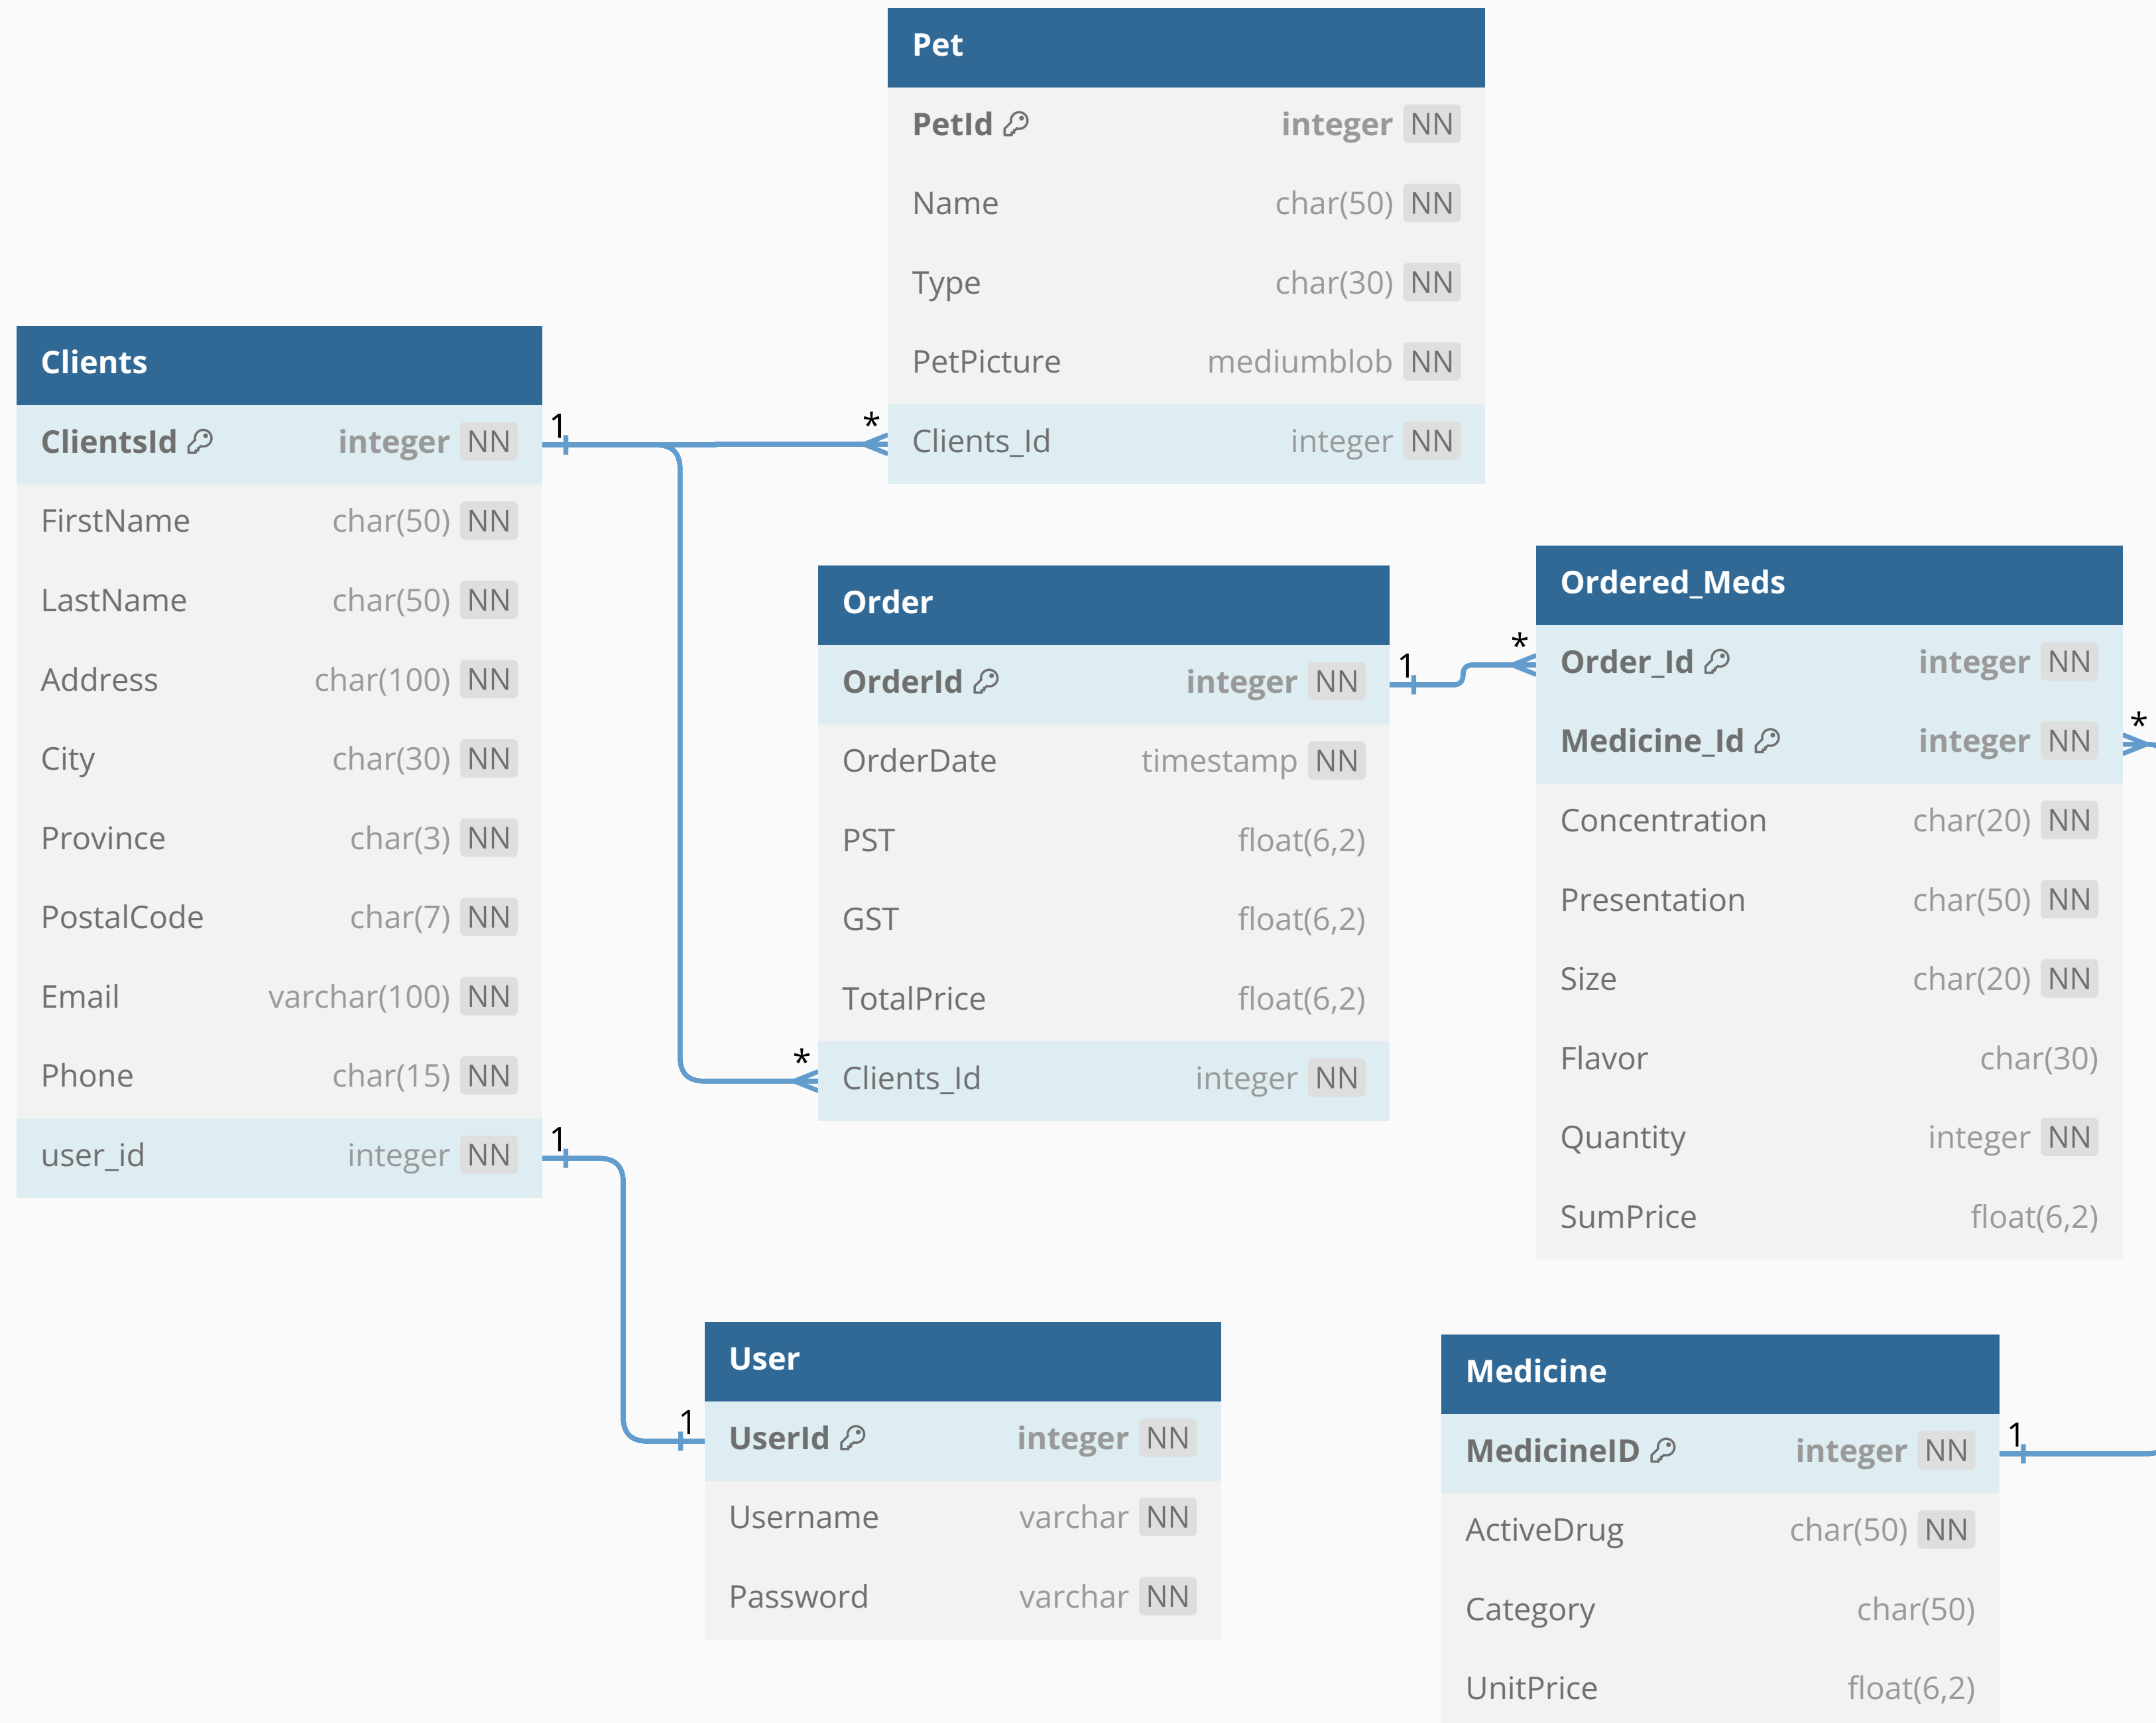 Pet
PetId integer NN
Name char(50) NN
Type char(30) NN
PetPicture mediumblob NN
Clients_Id integer NN
Clients
ClientsId integer NN
FirstName char(50) NN
LastName char(50) NN
Address char(100) NN
City char(30) NN
Province char(3) NN
PostalCode char(7) NN
Email varchar(100) NN
Phone char(15) NN
user_id integer NN
1
*
*
1
1
Order
OrderId integer NN
OrderDate timestamp NN
PST float(6,2)
GST float(6,2)
TotalPrice float(6,2)
Clients_Id integer NN
1
*
Ordered_Meds
Order_Id integer NN
Medicine_Id integer NN
Concentration char(20) NN
Presentation char(50) NN
Size char(20) NN
Flavor char(30)
Quantity integer NN
SumPrice float(6,2)
*
User
UserId integer NN
Username varchar NN
Password varchar NN
Medicine
MedicineID integer NN
ActiveDrug char(50) NN
Category char(50)
UnitPrice float(6,2)
1